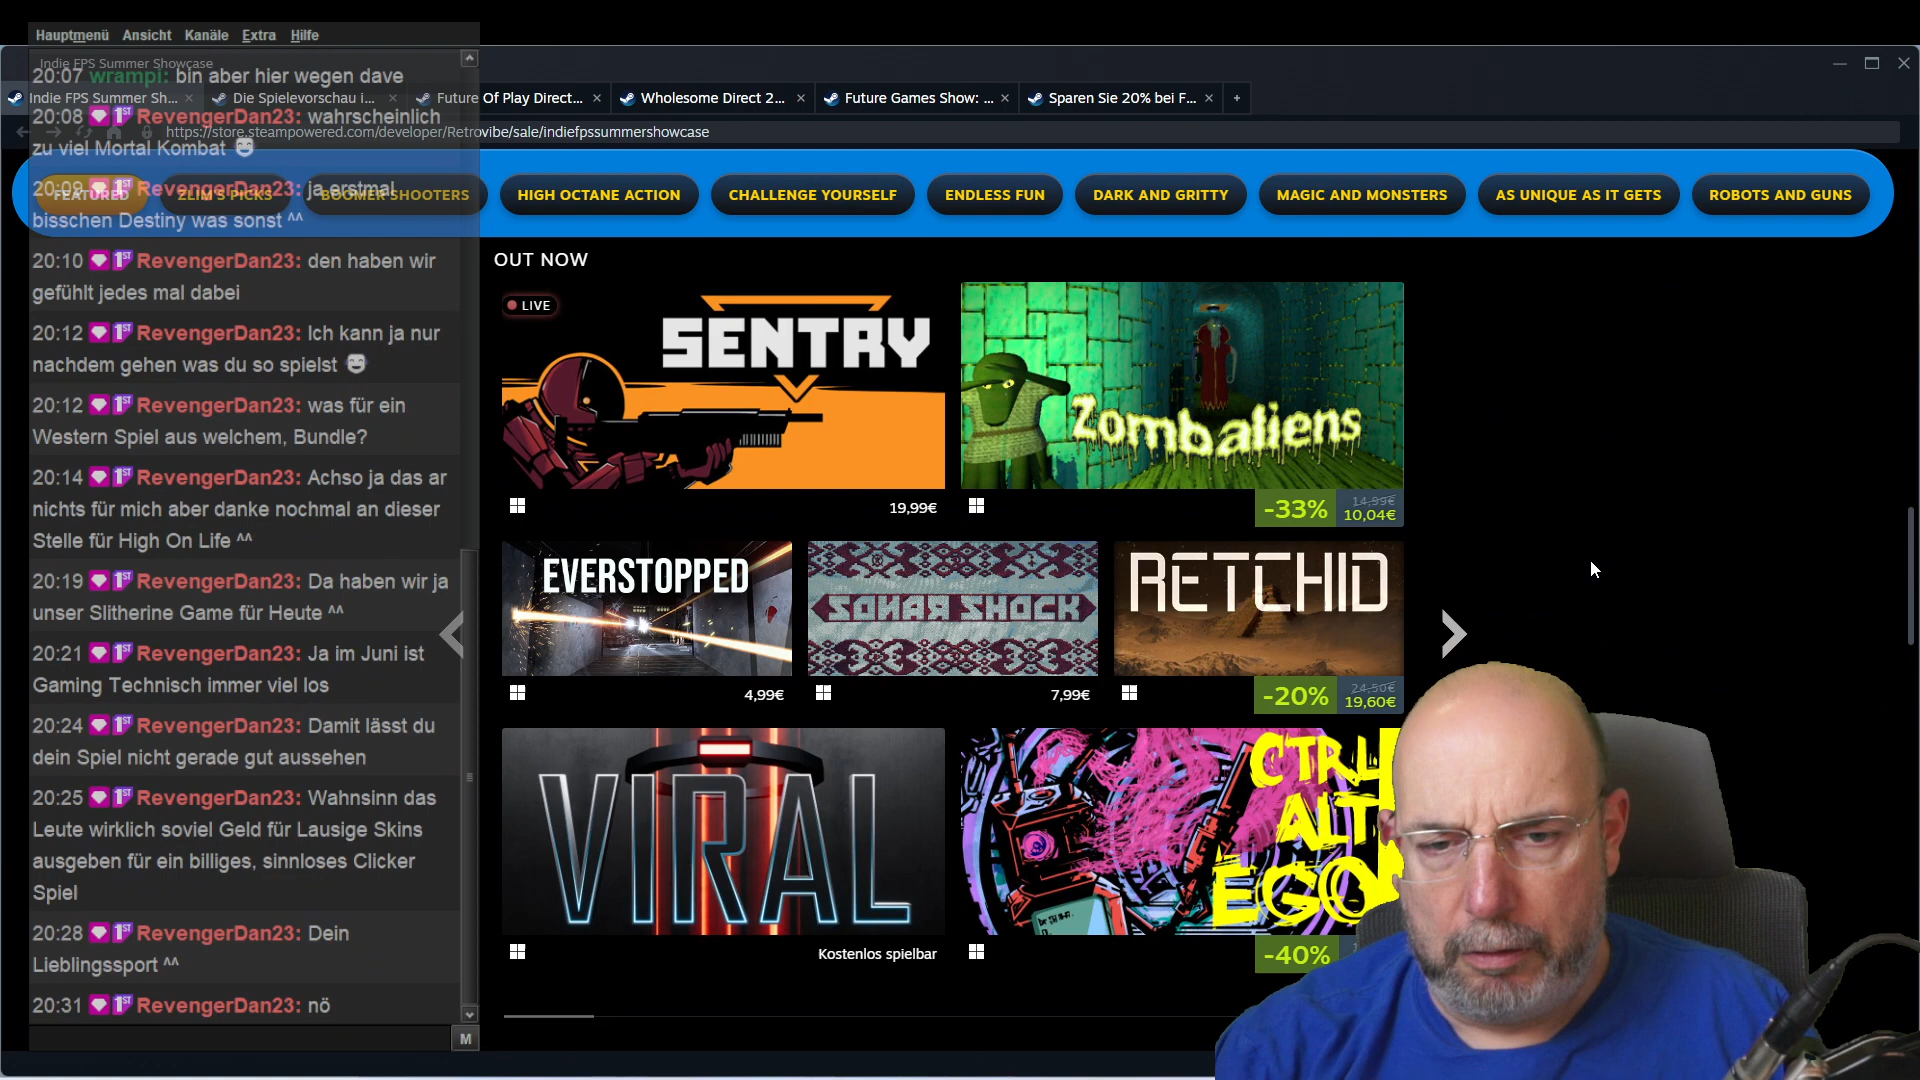 Hauptmenü Ansicht Kanäle Extra Hilfe
Indie FPS Summer Showcase
20:07 wrampi: bin aber hier wegen dave
Indie FPS Summer Sh...
Die Spielevorschau i...
Future Of Play Direct...
Wholesome Direct 2...
Future Games Show: ...
Sparen Sie 20% bei F...
20:08 1ST RevengerDan23: wahrscheinlich
zu viel Mortal Kombat
https://store.steampowered.com/developer/Retrovibe/sale/indiefpssummershowcase
20:09 1ST RevengerDan23: ja erstmal
bisschen Destiny was sonst ^^
FEATURED
ZLIM'S PICKS
BOOMER SHOOTERS
HIGH OCTANE ACTION
CHALLENGE YOURSELF
ENDLESS FUN
DARK AND GRITTY
MAGIC AND MONSTERS
AS UNIQUE AS IT GETS
ROBOTS AND GUNS
20:10 1ST RevengerDan23: den haben wir
gefühlt jedes mal dabei
20:12 1ST RevengerDan23: Ich kann ja nur
nachdem gehen was du so spielst
20:12 1ST RevengerDan23: was für ein
Western Spiel aus welchem, Bundle?
20:14 1ST RevengerDan23: Achso ja das ar
nichts für mich aber danke nochmal an dieser
Stelle für High On Life ^^
20:19 1ST RevengerDan23: Da haben wir ja
unser Slitherine Game für Heute ^^
20:21 1ST RevengerDan23: Ja im Juni ist
Gaming Technisch immer viel los
20:24 1ST RevengerDan23: Damit lässt du
dein Spiel nicht gerade gut aussehen
20:25 1ST RevengerDan23: Wahnsinn das
Leute wirklich soviel Geld für Lausige Skins
ausgeben für ein billiges, sinnloses Clicker
Spiel
20:28 1ST RevengerDan23: Dein
Lieblingssport ^^
20:31 1ST RevengerDan23: nö
M
OUT NOW
LIVE
SENTRY
19,99€
Zombaliens
-33%
14,99€
10,04€
EVERSTOPPED
4,99€
SONAR SHOCK
7,99€
RETCHID
-20%
24,50€
19,60€
VIRAL
Kostenlos spielbar
CTRL
ALT
EGO
-40%